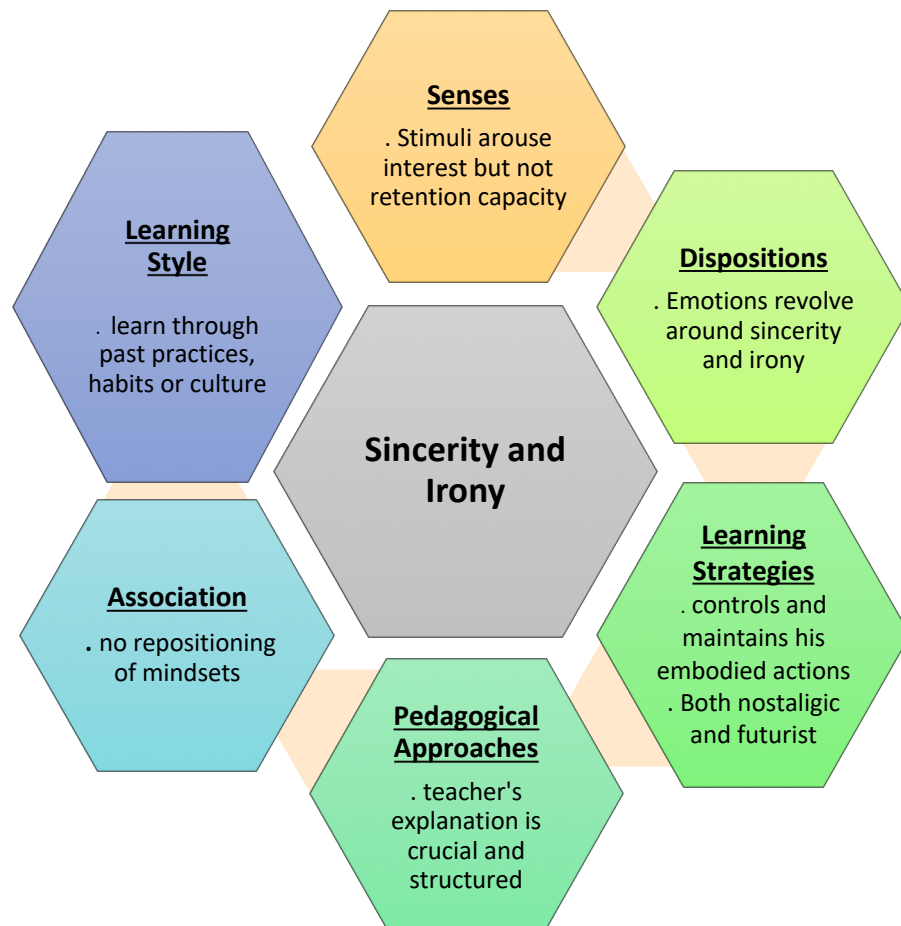 Senses
. Stimuli arouse
interest but not
retention capacity
Dispositions
. Emotions revolve
around sincerity
and irony
Learning
Strategies
. controls and
maintains his
embodied actions
. Both nostaligic
and futurist
Pedagogical
Approaches
. teacher's
explanation is
crucial and
structured
Association
. no repositioning
of mindsets
Learning
Style
. learn through
past practices,
habits or culture
Sincerity and
Irony